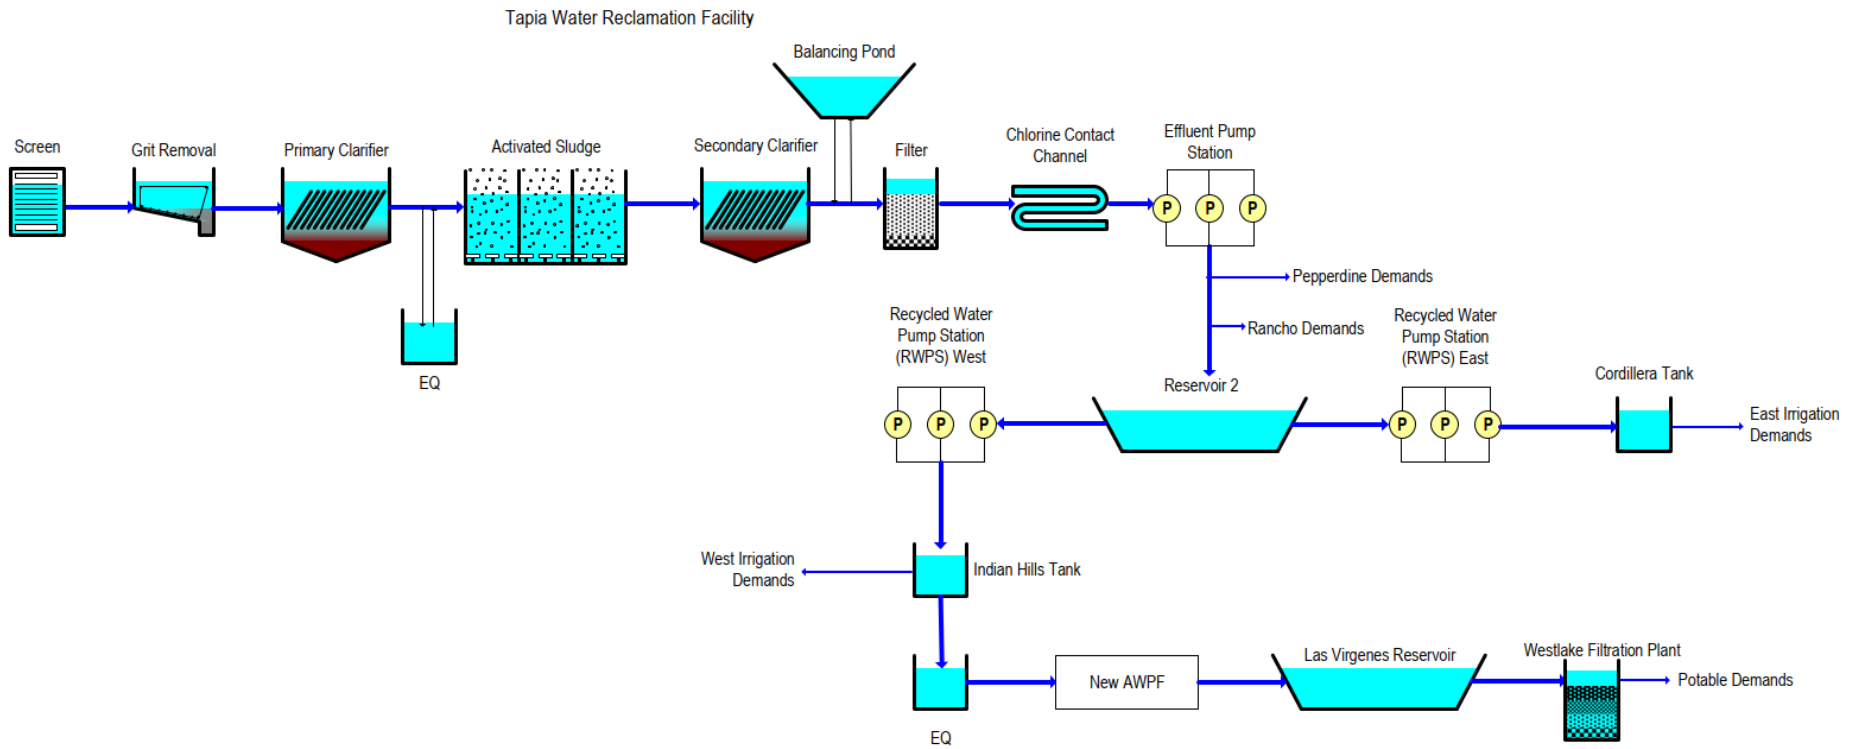 Tapia Water Reclamation Facility
Balancing Pond
Screen
Grit Removal
Primary Clarifier
Activated Sludge
Secondary Clarifier
Filter
Chlorine Contact
Channel
Effluent Pump
Station
P P P
EQ
Pepperdine Demands
Rancho Demands
Recycled Water
Pump Station
(RWPS) West
Recycled Water
Pump Station
(RWPS) East
Reservoir 2
Cordillera Tank
P P P
P P P
East Irrigation
Demands
West Irrigation
Demands
Indian Hills Tank
EQ
New AWPF
Las Virgenes Reservoir
Westlake Filtration Plant
Potable Demands